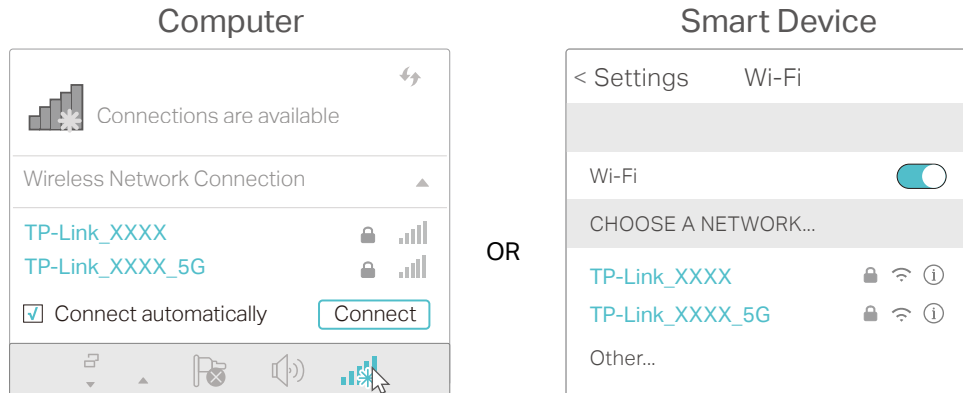 Computer
Connections are available
Wireless Network Connection
TP-Link_XXXX
TP-Link_XXXX_5G
Connect automatically
Connect
OR
Smart Device
< Settings Wi-Fi
Wi-Fi
CHOOSE A NETWORK...
TP-Link_XXXX
TP-Link_XXXX_5G
Other...